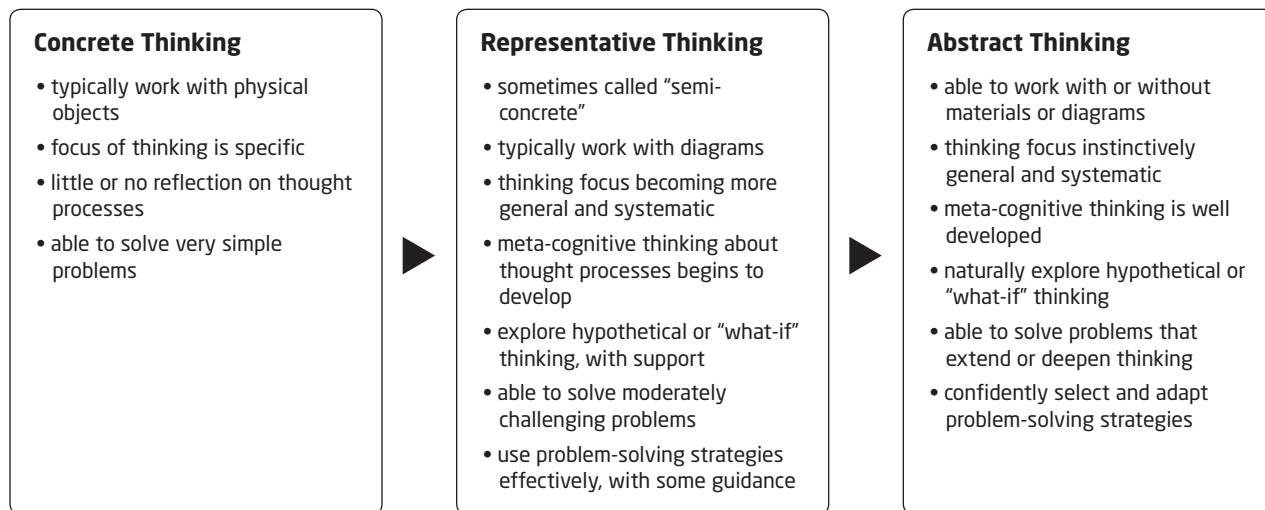 Concrete Thinking
• typically work with physical
objects
• focus of thinking is specific
• little or no reflection on thought
processes
• able to solve very simple
problems
Representative Thinking
• sometimes called “semi-
concrete”
• typically work with diagrams
• thinking focus becoming more
general and systematic
• meta-cognitive thinking about
thought processes begins to
develop
• explore hypothetical or “what-if”
thinking, with support
• able to solve moderately
challenging problems
• use problem-solving strategies
effectively, with some guidance
Abstract Thinking
• able to work with or without
materials or diagrams
• thinking focus instinctively
general and systematic
• meta-cognitive thinking is well
developed
• naturally explore hypothetical or
“what-if” thinking
• able to solve problems that
extend or deepen thinking
• confidently select and adapt
problem-solving strategies